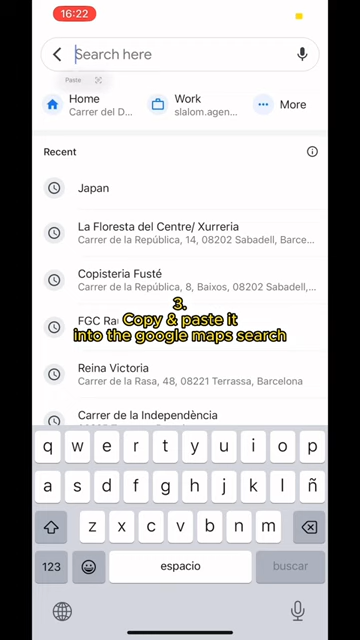 16:22
Search here
Paste
Home
Carrer del D...
Work
slalom.agen...
More
Recent
Japan
La Floresta del Centre/ Xurreria
Carrer de la República, 14, 08202 Sabadell, Barce...
Copisteria Fusté
Carrer de la República, 8, Baixos, 08202 Sabadell,...
3.
Copy & paste it
into the google maps search
FGC Ra
Reina Victoria
Carrer de la Rasa, 48, 08221 Terrassa, Barcelona
Carrer de la Independència
q w e r t y u i o p
a s d f g h j k l ñ
z x c v b n m
123
espacio
buscar